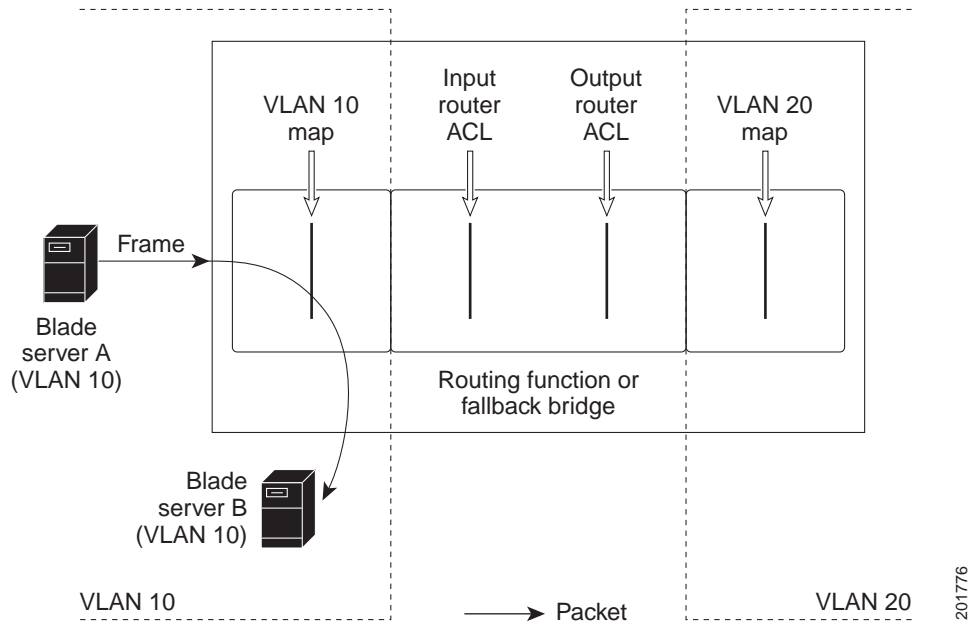 VLAN 10
map
Input
router
ACL
Output
router
ACL
VLAN 20
map
Frame
Blade
server A
(VLAN 10)
Routing function or
fallback bridge
Blade
server B
(VLAN 10)
VLAN 10
Packet
VLAN 20
201776